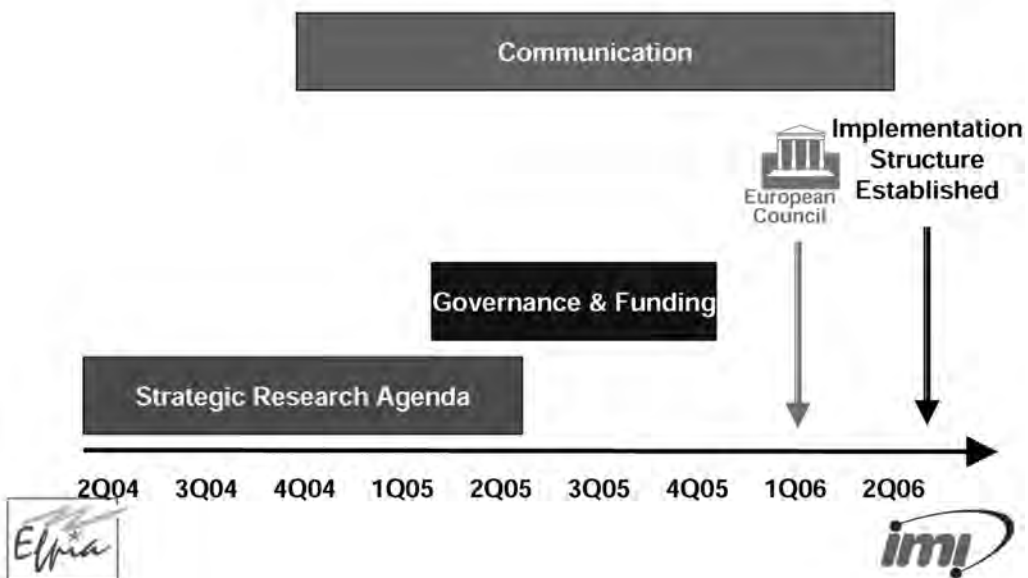 Communication
Implementation
Structure
Established
European
Council
Governance & Funding
Strategic Research Agenda
2Q04 3Q04 4Q04 1Q05 2Q05 3Q05 4Q05 1Q06 2Q06
Efpia
imi